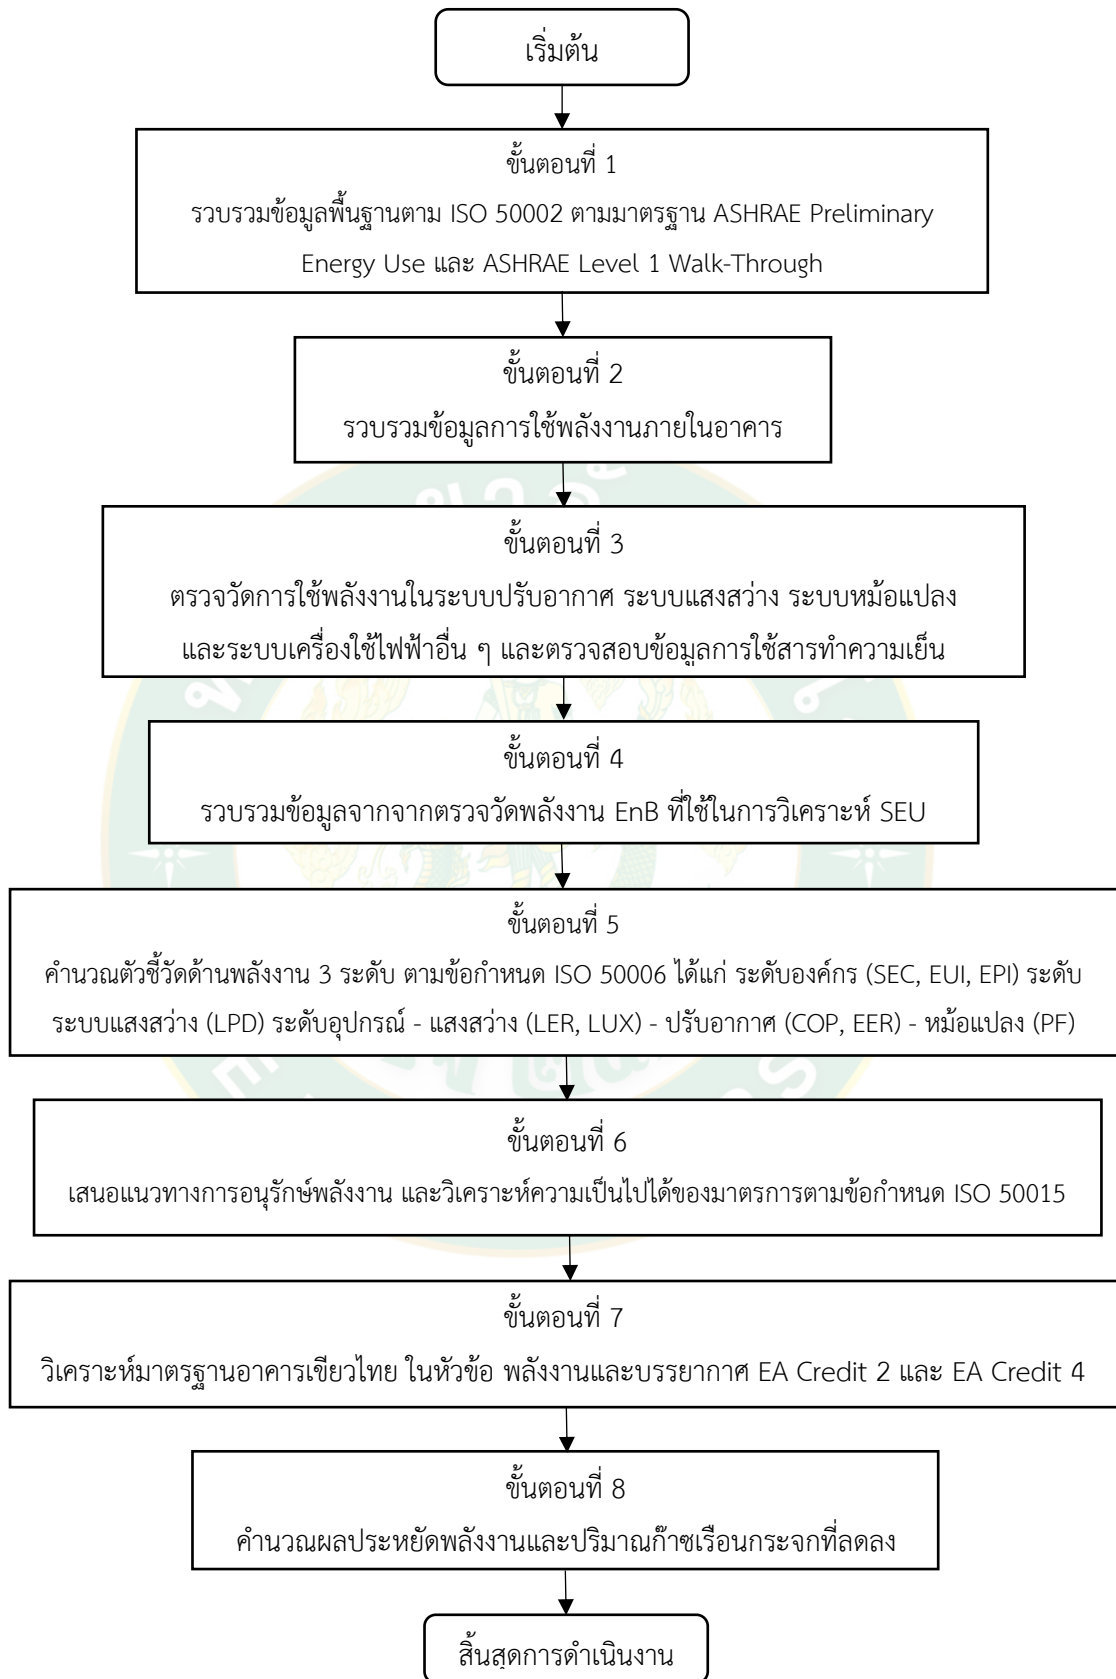 เริ่มต้น
ขั้นตอนที่ 1
รวบรวมข้อมูลพื้นฐานตาม ISO 50002 ตามมาตรฐาน ASHRAE Preliminary
Energy Use และ ASHRAE Level 1 Walk-Through
ขั้นตอนที่ 2
รวบรวมข้อมูลการใช้พลังงานภายในอาคาร
ขั้นตอนที่ 3
ตรวจวัดการใช้พลังงานในระบบปรับอากาศ ระบบแสงสว่าง ระบบหม้อแปลง
และระบบเครื่องใช้ไฟฟ้าอื่น ๆ และตรวจสอบข้อมูลการใช้สารทำความเย็น
ขั้นตอนที่ 4
รวบรวมข้อมูลจากจากตรวจวัดพลังงาน EnB ที่ใช้ในการวิเคราะห์ SEU
ขั้นตอนที่ 5
คำนวณตัวชี้วัดด้านพลังงาน 3 ระดับ ตามข้อกำหนด ISO 50006 ได้แก่ ระดับองค์กร (SEC, EUI, EPI) ระดับ
ระบบแสงสว่าง (LPD) ระดับอุปกรณ์ - แสงสว่าง (LER, LUX) - ปรับอากาศ (COP, EER) - หม้อแปลง (PF)
ขั้นตอนที่ 6
เสนอแนวทางการอนุรักษ์พลังงาน และวิเคราะห์ความเป็นไปได้ของมาตรการตามข้อกำหนด ISO 50015
ขั้นตอนที่ 7
วิเคราะห์มาตรฐานอาคารเขียวไทย ในหัวข้อ พลังงานและบรรยากาศ EA Credit 2 และ EA Credit 4
ขั้นตอนที่ 8
คำนวณผลประหยัดพลังงานและปริมาณก๊าซเรือนกระจกที่ลดลง
สิ้นสุดการดำเนินงาน